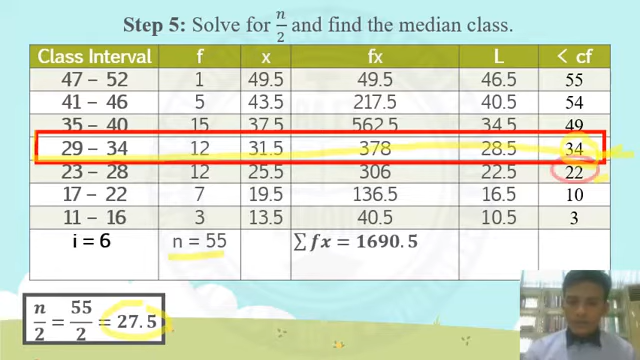 Step 5: Solve for n/2 and find the median class.
Class Interval f x fx L < cf
47 – 52 1 49.5 49.5 46.5 55
41 – 46 5 43.5 217.5 40.5 54
35 – 40 15 37.5 562.5 34.5 49
29 – 34 12 31.5 378 28.5 34
23 – 28 12 25.5 306 22.5 22
17 – 22 7 19.5 136.5 16.5 10
11 – 16 3 13.5 40.5 10.5 3
i = 6 n = 55 ∑ fx = 1690.5
n/2 = 55/2 = 27.5